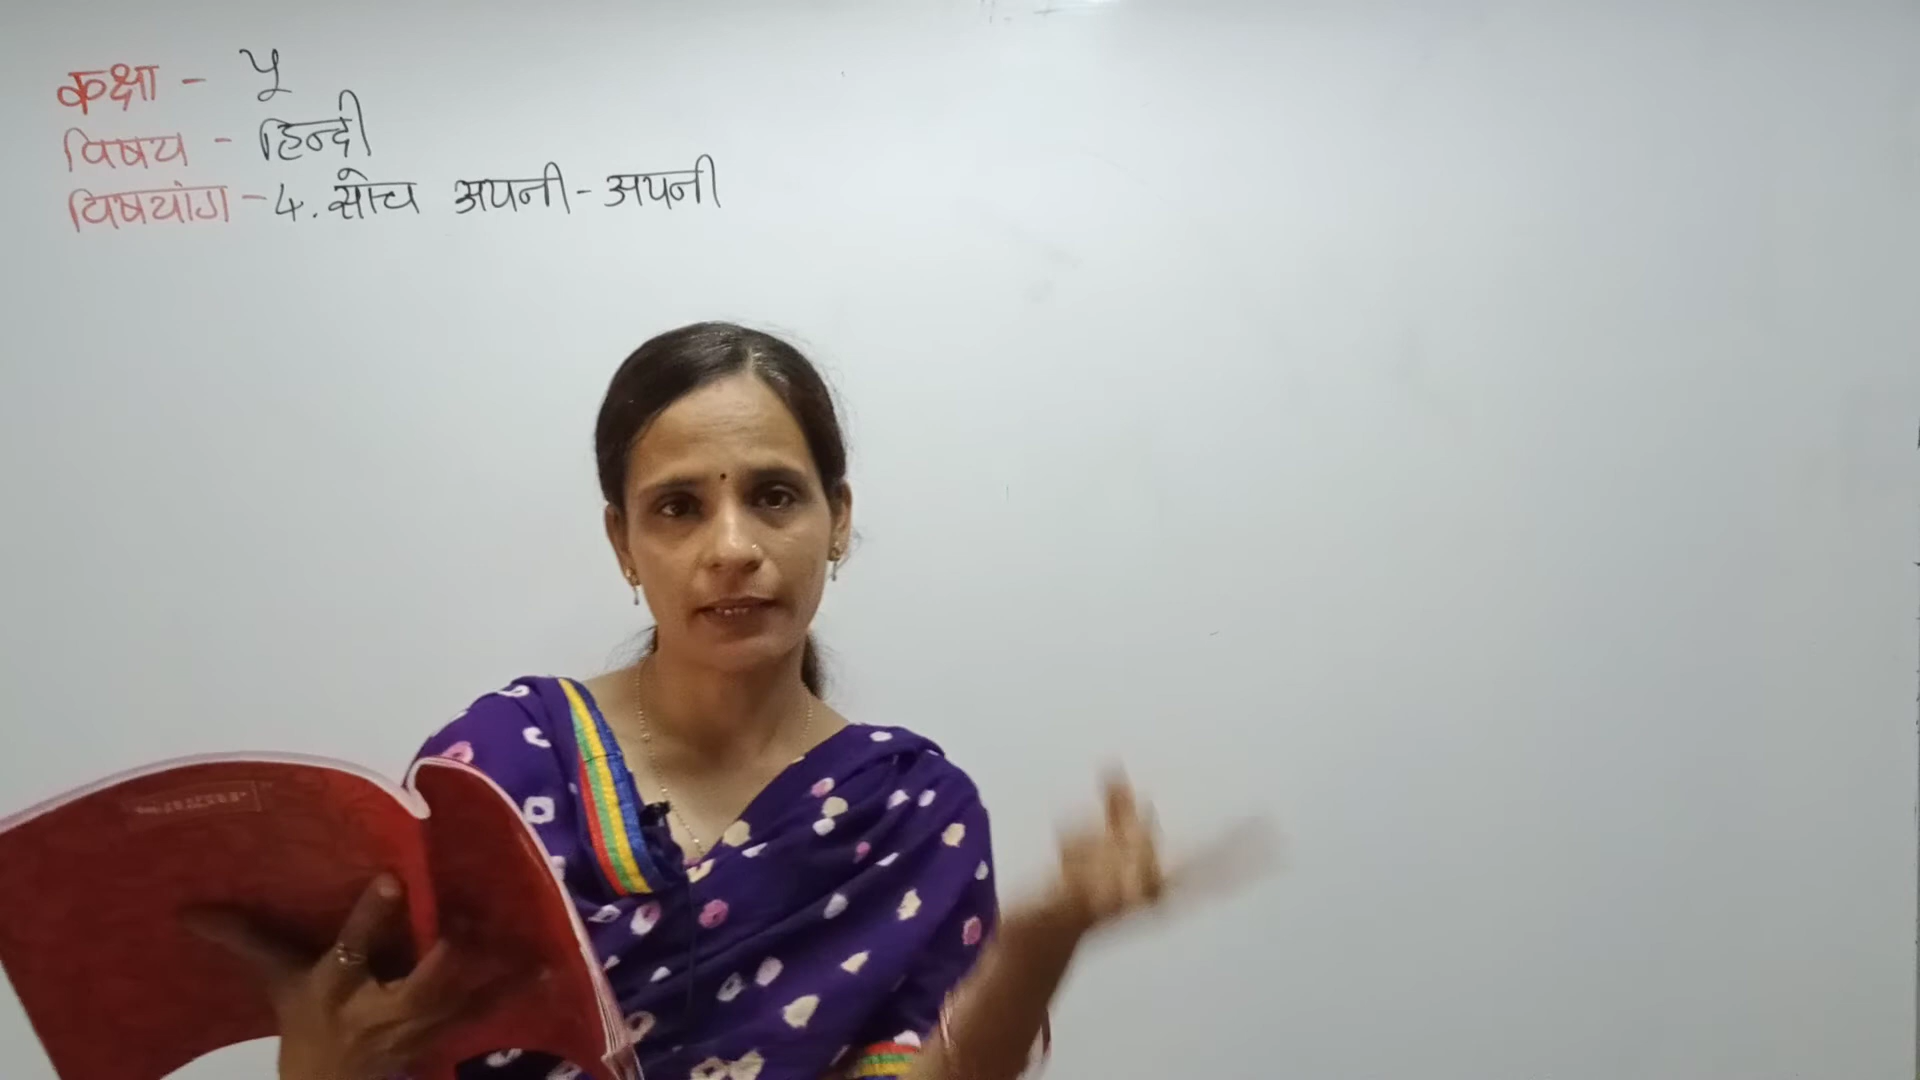 कक्षा - ५
विषय - हिन्दी
विषयांग - 4. सोच अपनी - अपनी